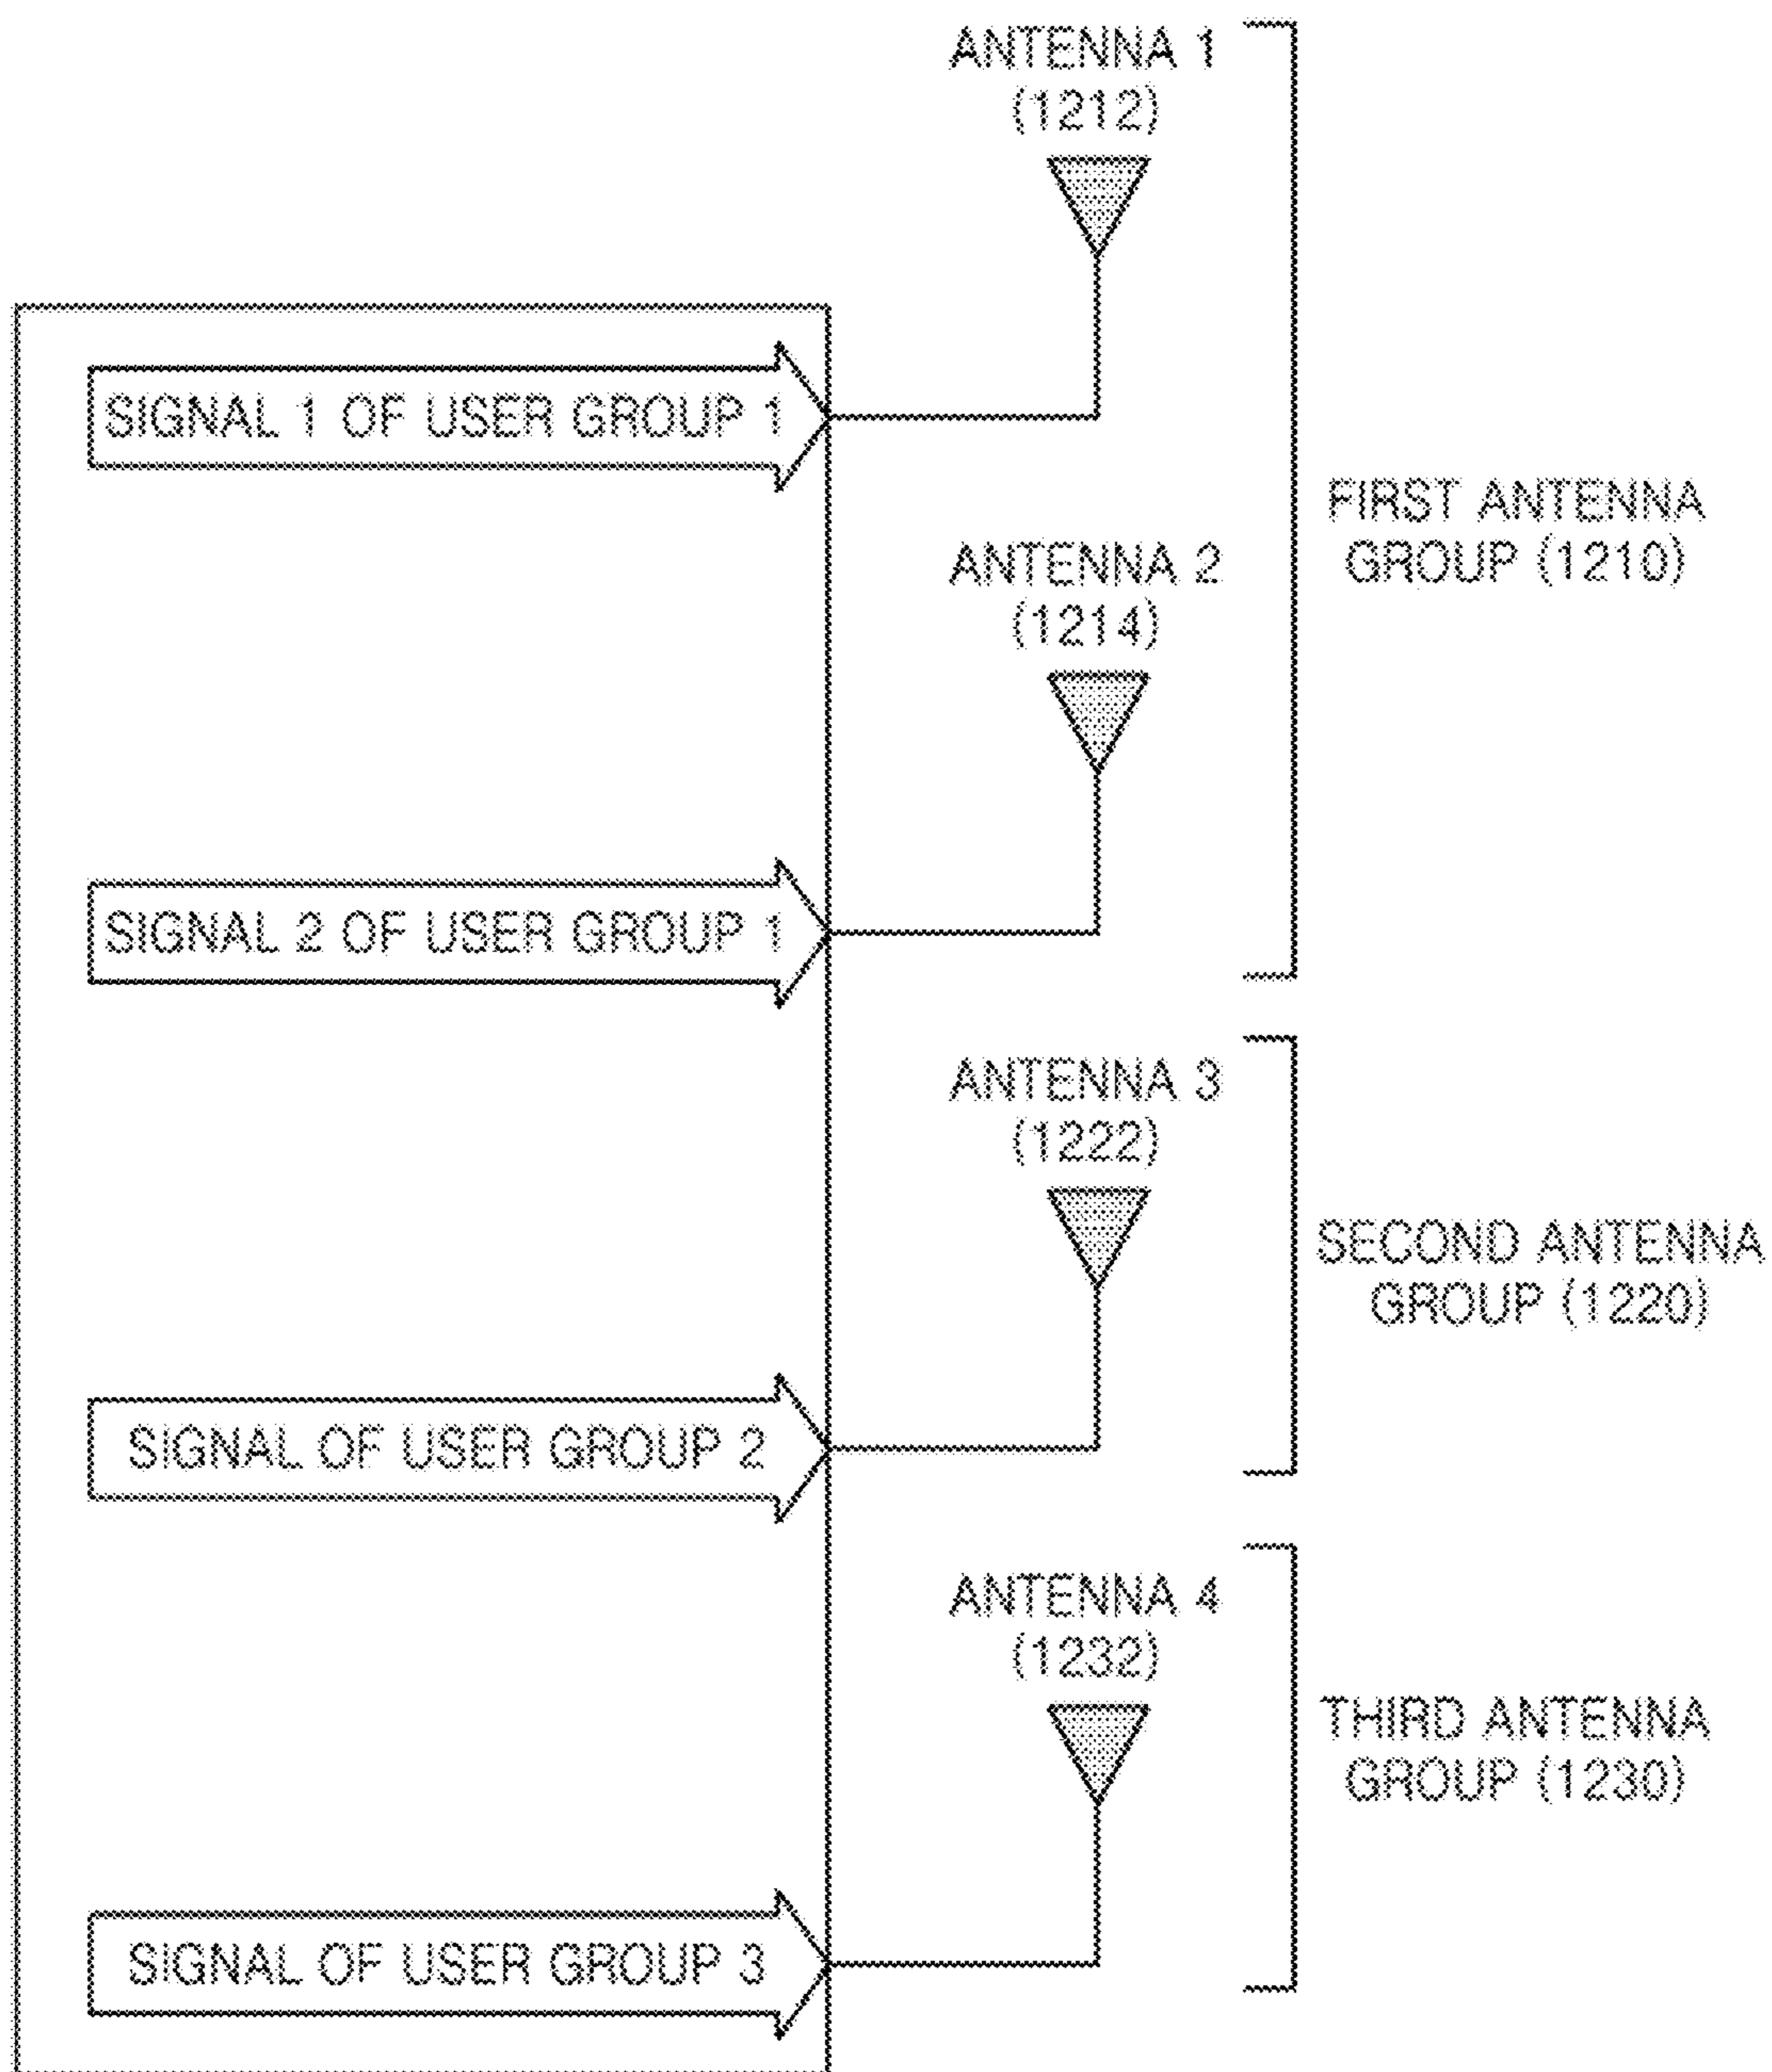 ANTENNA 1
(1212)
SIGNAL 1 OF USER GROUP 1
FIRST ANTENNA
GROUP (1210)
ANTENNA 2
(1214)
SIGNAL 2 OF USER GROUP 1
ANTENNA 3
(1222)
SECOND ANTENNA
GROUP (1220)
SIGNAL OF USER GROUP 2
ANTENNA 4
(1232)
THIRD ANTENNA
GROUP (1230)
SIGNAL OF USER GROUP 3